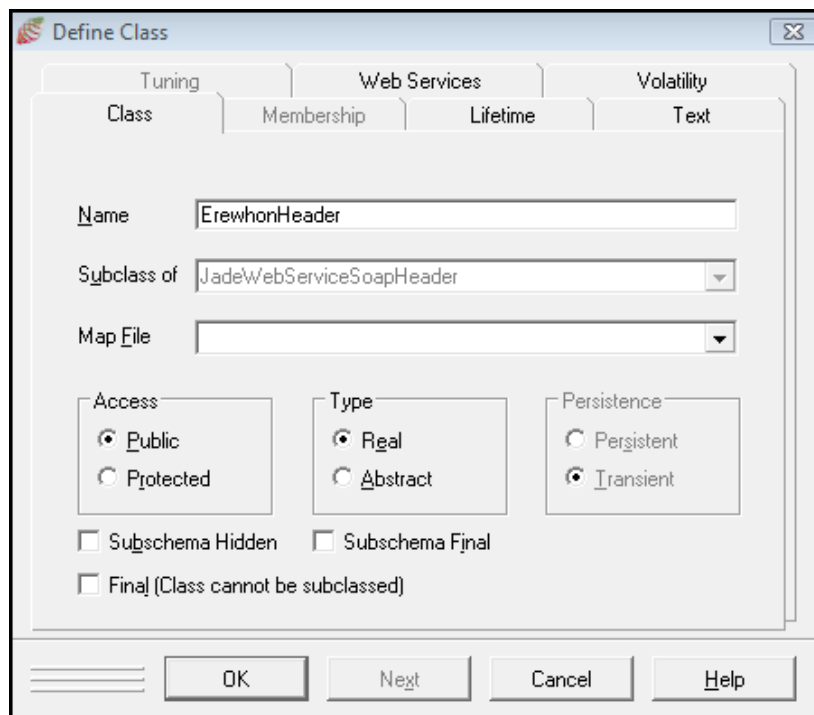 Define Class
Tuning Web Services Volatility
Class Membership Lifetime Text
Name ErewhonHeader
Subclass of JadeWebServiceSoapHeader
Map File
Access Type Persistence
Public Real Persistent
Protected Abstract Transient
Subschema Hidden Subschema Final
Final (Class cannot be subclassed)
OK Next Cancel Help